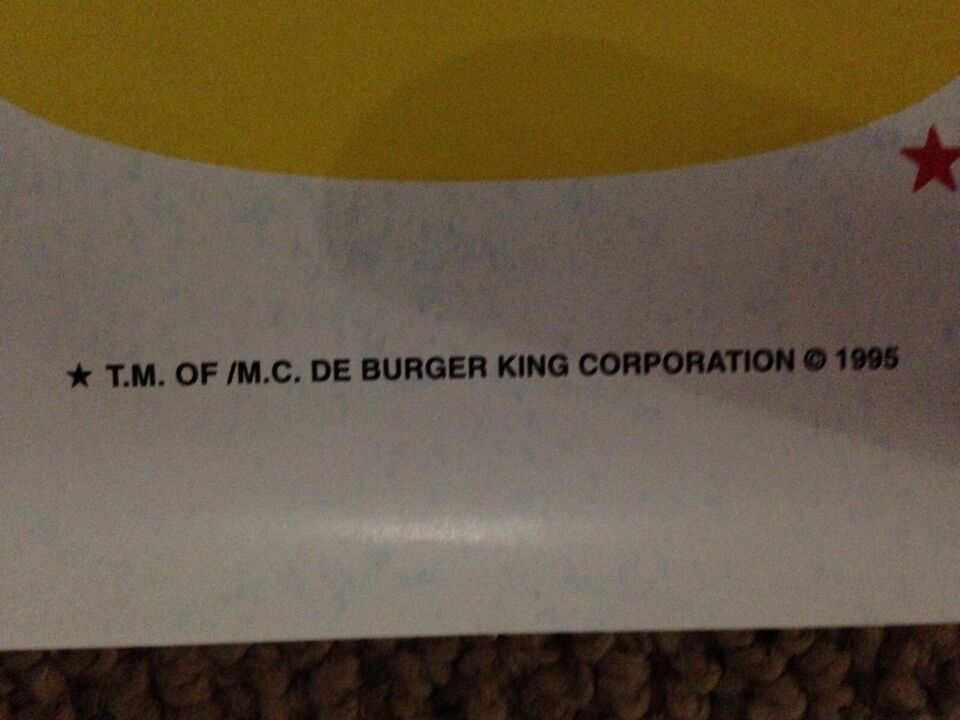 ★ T.M. OF /M.C. DE BURGER KING CORPORATION © 1995